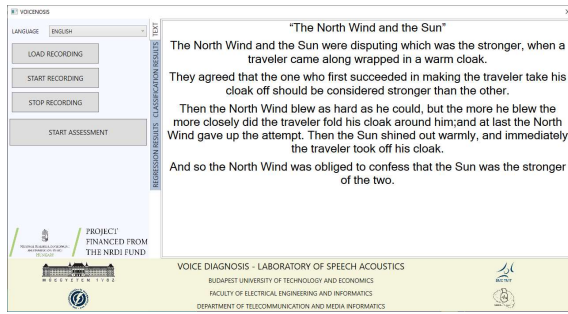 VOICENOSIS
LANGUAGE ENGLISH
LOAD RECORDING
START RECORDING
STOP RECORDING
START ASSESSMENT
TEXT
CLASSIFICATION RESULTS
REGRESSION RESULTS
“The North Wind and the Sun”
The North Wind and the Sun were disputing which was the stronger, when a
traveler came along wrapped in a warm cloak.
They agreed that the one who first succeeded in making the traveler take his
cloak off should be considered stronger than the other.
Then the North Wind blew as hard as he could, but the more he blew the
more closely did the traveler fold his cloak around him;and at last the North
Wind gave up the attempt. Then the Sun shined out warmly, and immediately
the traveler took off his cloak.
And so the North Wind was obliged to confess that the Sun was the stronger
of the two.
PROJECT
FINANCED FROM
THE NRDI FUND
MŰEGYETEM 1782
VOICE DIAGNOSIS - LABORATORY OF SPEECH ACOUSTICS
BUDAPEST UNIVERSITY OF TECHNOLOGY AND ECONOMICS
FACULTY OF ELECTRICAL ENGINEERING AND INFORMATICS
DEPARTMENT OF TELECOMMUNICATION AND MEDIA INFORMATICS
BME TMIT